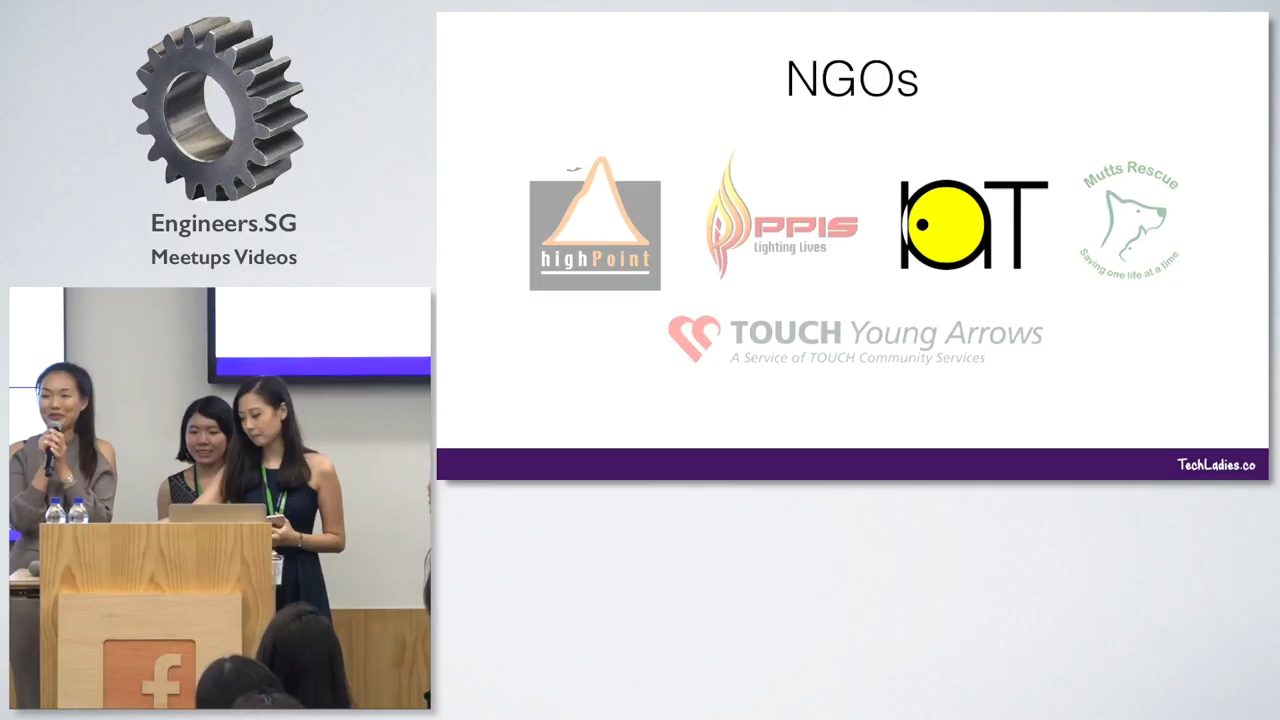 Engineers.SG
Meetups Videos
NGOs
highPoint
PPIS
Lighting Lives
Mutts Rescue
Saving one life at a time
TOUCH Young Arrows
A Service of TOUCH Community Services
TechLadies.co
f